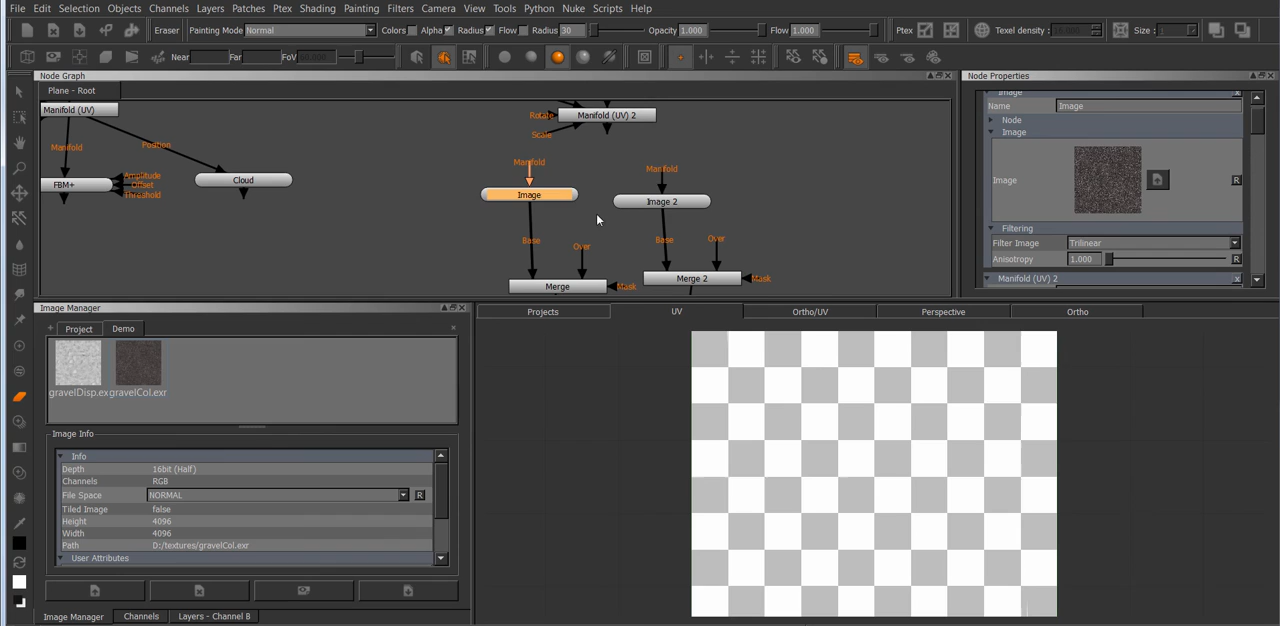 File Edit Selection Objects Channels Layers Patches Ptex Shading Painting Filters Camera View Tools Python Nuke Scripts Help
Eraser Painting Mode Normal Colors Alpha Radius Flow Radius 30 Opacity 1.000 Flow 1.000 Ptex Texel density : Size :
Near Far FoV
Node Graph
Plane - Root
Manifold (UV)
Manifold
Position
FBM+
Amplitude
Offset
Threshold
Cloud
Rotate
Scale
Manifold (UV) 2
Manifold
Manifold
Image
Image 2
Base
Over
Base
Over
Merge
Mask
Merge 2
Mask
Node Properties
Image
Name Image
Node
Image
Image R
Filtering
Filter Image Trilinear
Anisotropy 1.000 R
Manifold (UV) 2
Image Manager
Project Demo
gravelDisp.ex gravelCol.exr
Image Info
Info
Depth 16bit (Half)
Channels RGB
File Space NORMAL R
Tiled Image false
Height 4096
Width 4096
Path D:/textures/gravelCol.exr
User Attributes
Image Manager Channels Layers - Channel B
Projects UV Ortho/UV Perspective Ortho